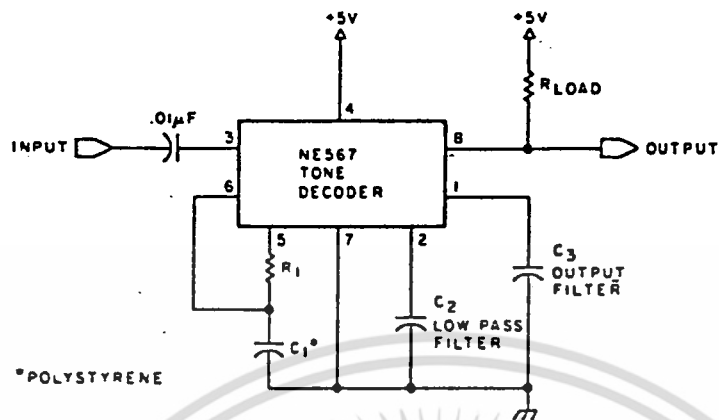 +5V
+5V
4
RLOAD
.01µF
INPUT
3
NE567
TONE
DECODER
8
OUTPUT
6
1
5
7
2
R1
C3
OUTPUT
FILTER
C2
LOW PASS
FILTER
C1*
*POLYSTYRENE